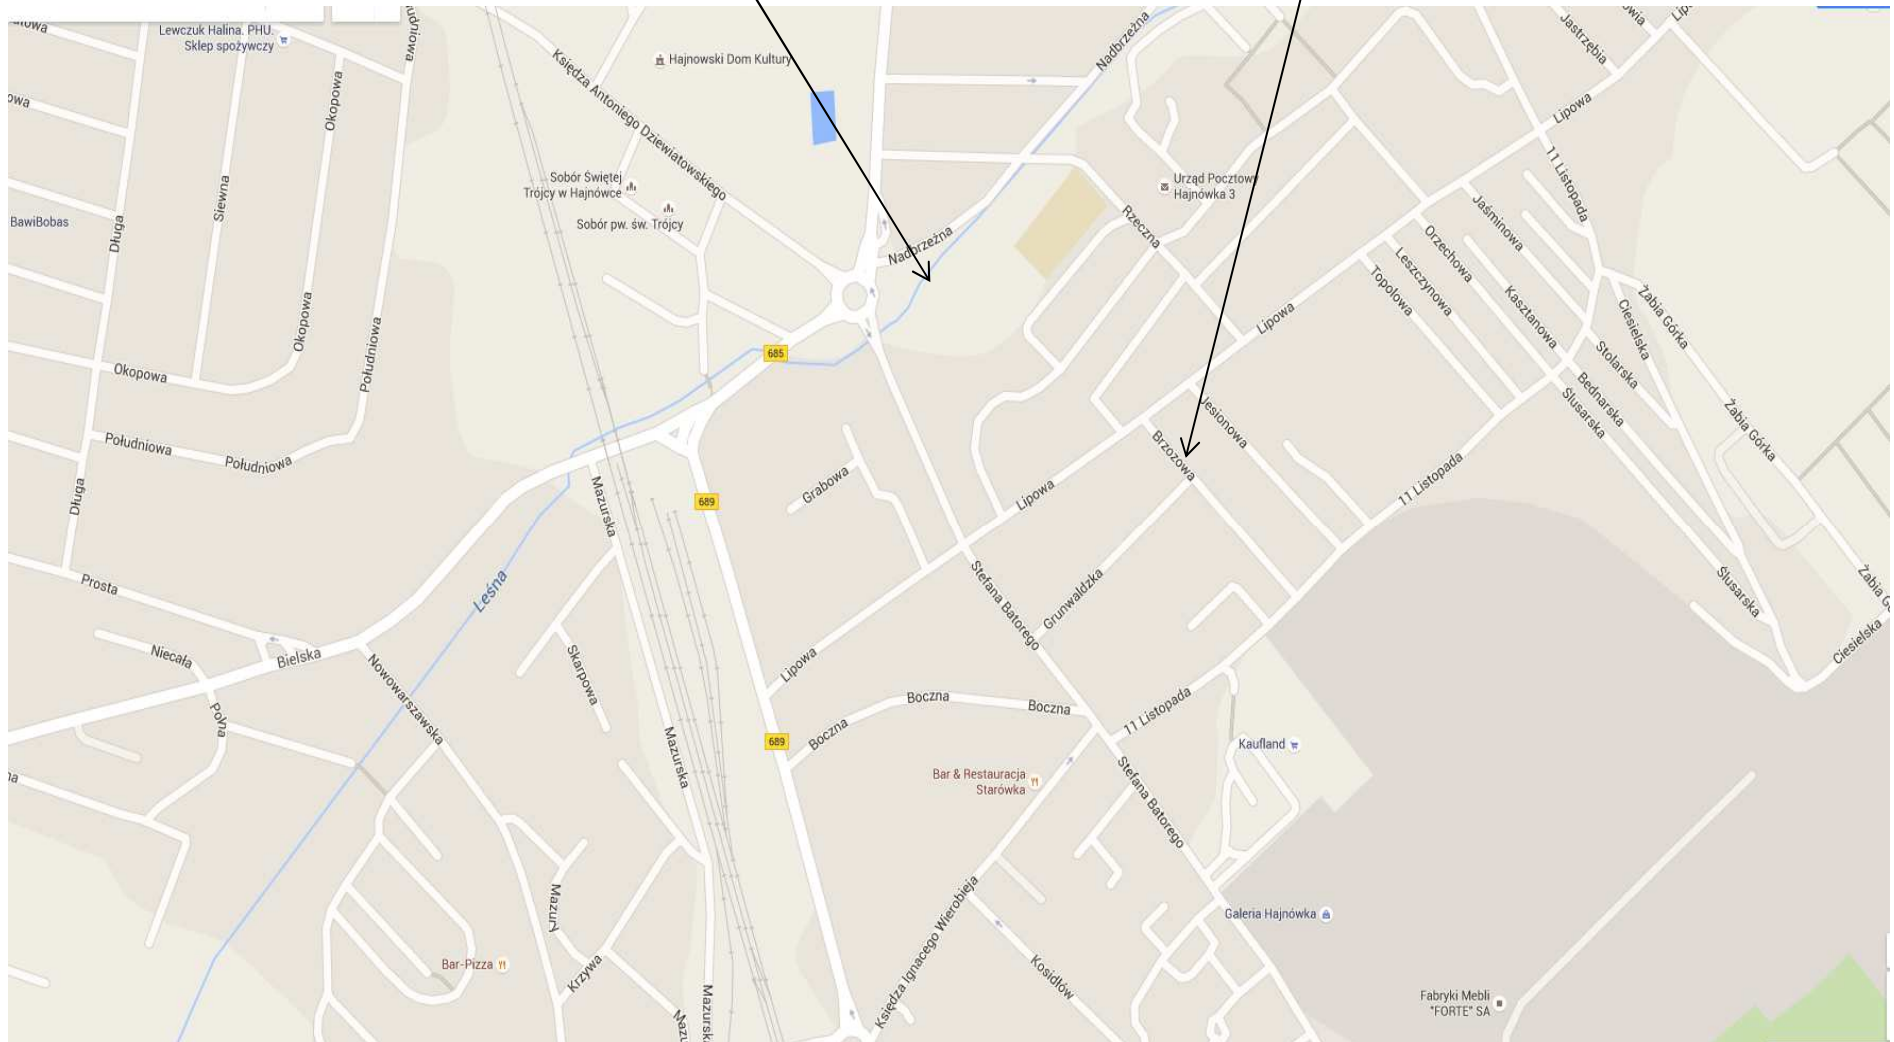 Lewczuk Halina. PHU.
Sklep spożywczy
Hajnowski Dom Kultury
Księdza Antoniego Dziewiatowskiego
Nadbrzeżna
Jastrzębia
Lipowa
Okopowa
Siewna
Długa
BawiBobas
Sobór Świętej
Trójcy w Hajnówce
Sobór pw. św. Trójcy
Urząd Pocztowy
Hajnówka 3
11 Listopada
Rzeczna
Nadbrzeżna
Jaśminowa
Orzechowa
Leszczynowa
Topolowa
Kasztanowa
Żabia Górka
Ciesielska
Stolarska
Okopowa
Południowa
Okopowa
685
Lipowa
Bednarska
Ślusarska
Żabia Górka
Jesionowa
Brzozowa
Południowa
Południowa
Długa
Grabowa
689
Mazurska
Lipowa
11 Listopada
Leśna
Prosta
Stefana Batorego
Grunwaldzka
Ślusarska
Ciesielska
Niecała
Bielska
Nowowarszawska
Skarpowa
Lipowa
Polna
Boczna
Boczna
Boczna
11 Listopada
689
Mazurska
Kaufland
Bar & Restauracja
Starówka
Stefana Batorego
Mazury
Księdza Ignacego Wierobieja
Galeria Hajnówka
Bar-Pizza
Krzywa
Kosidłów
Mazurska
Fabryki Mebli
"FORTE" SA